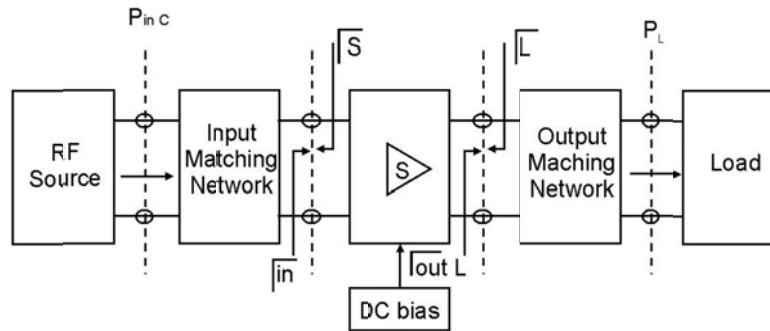 P in C
Γ S
Γ L
P L
RF
Source
Input
Matching
Network
S
Output
Maching
Network
Load
Γ in
Γ out L
DC bias